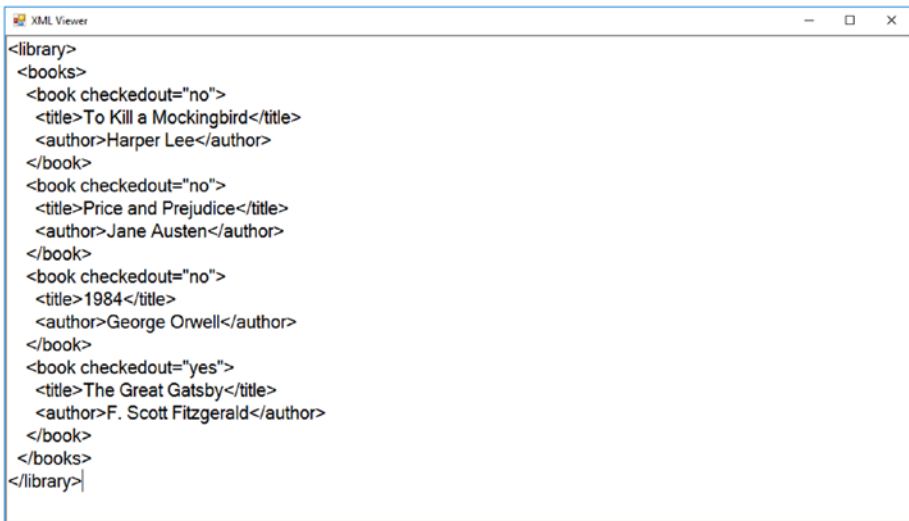 XML Viewer
<library>
<books>
<book checkedout="no">
<title>To Kill a Mockingbird</title>
<author>Harper Lee</author>
</book>
<book checkedout="no">
<title>Price and Prejudice</title>
<author>Jane Austen</author>
</book>
<book checkedout="no">
<title>1984</title>
<author>George Orwell</author>
</book>
<book checkedout="yes">
<title>The Great Gatsby</title>
<author>F. Scott Fitzgerald</author>
</book>
</books>
</library>